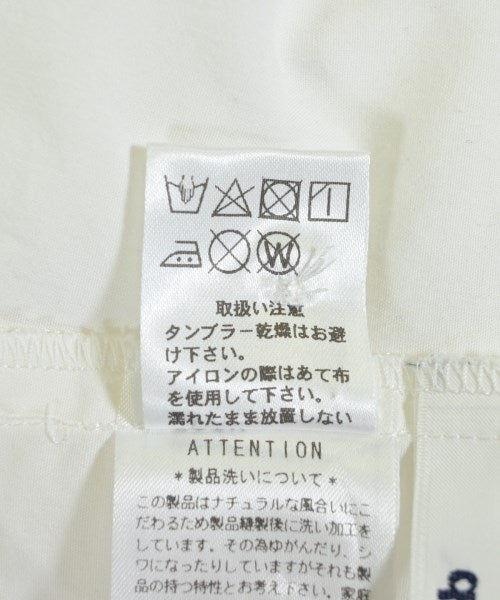 取扱い注意
タンブラー乾燥はお避
け下さい。
アイロンの際はあて布
を使用して下さい。
濡れたまま放置しない
ATTENTION
*製品洗いについて*
この製品はナチュラルな風合いにこ
だわるため製品縫製後に洗い加工を
しています。その為ゆがんだり、シ
ワになったりしていますがそれも製
品の持つ特性とお考え下さい。家庭